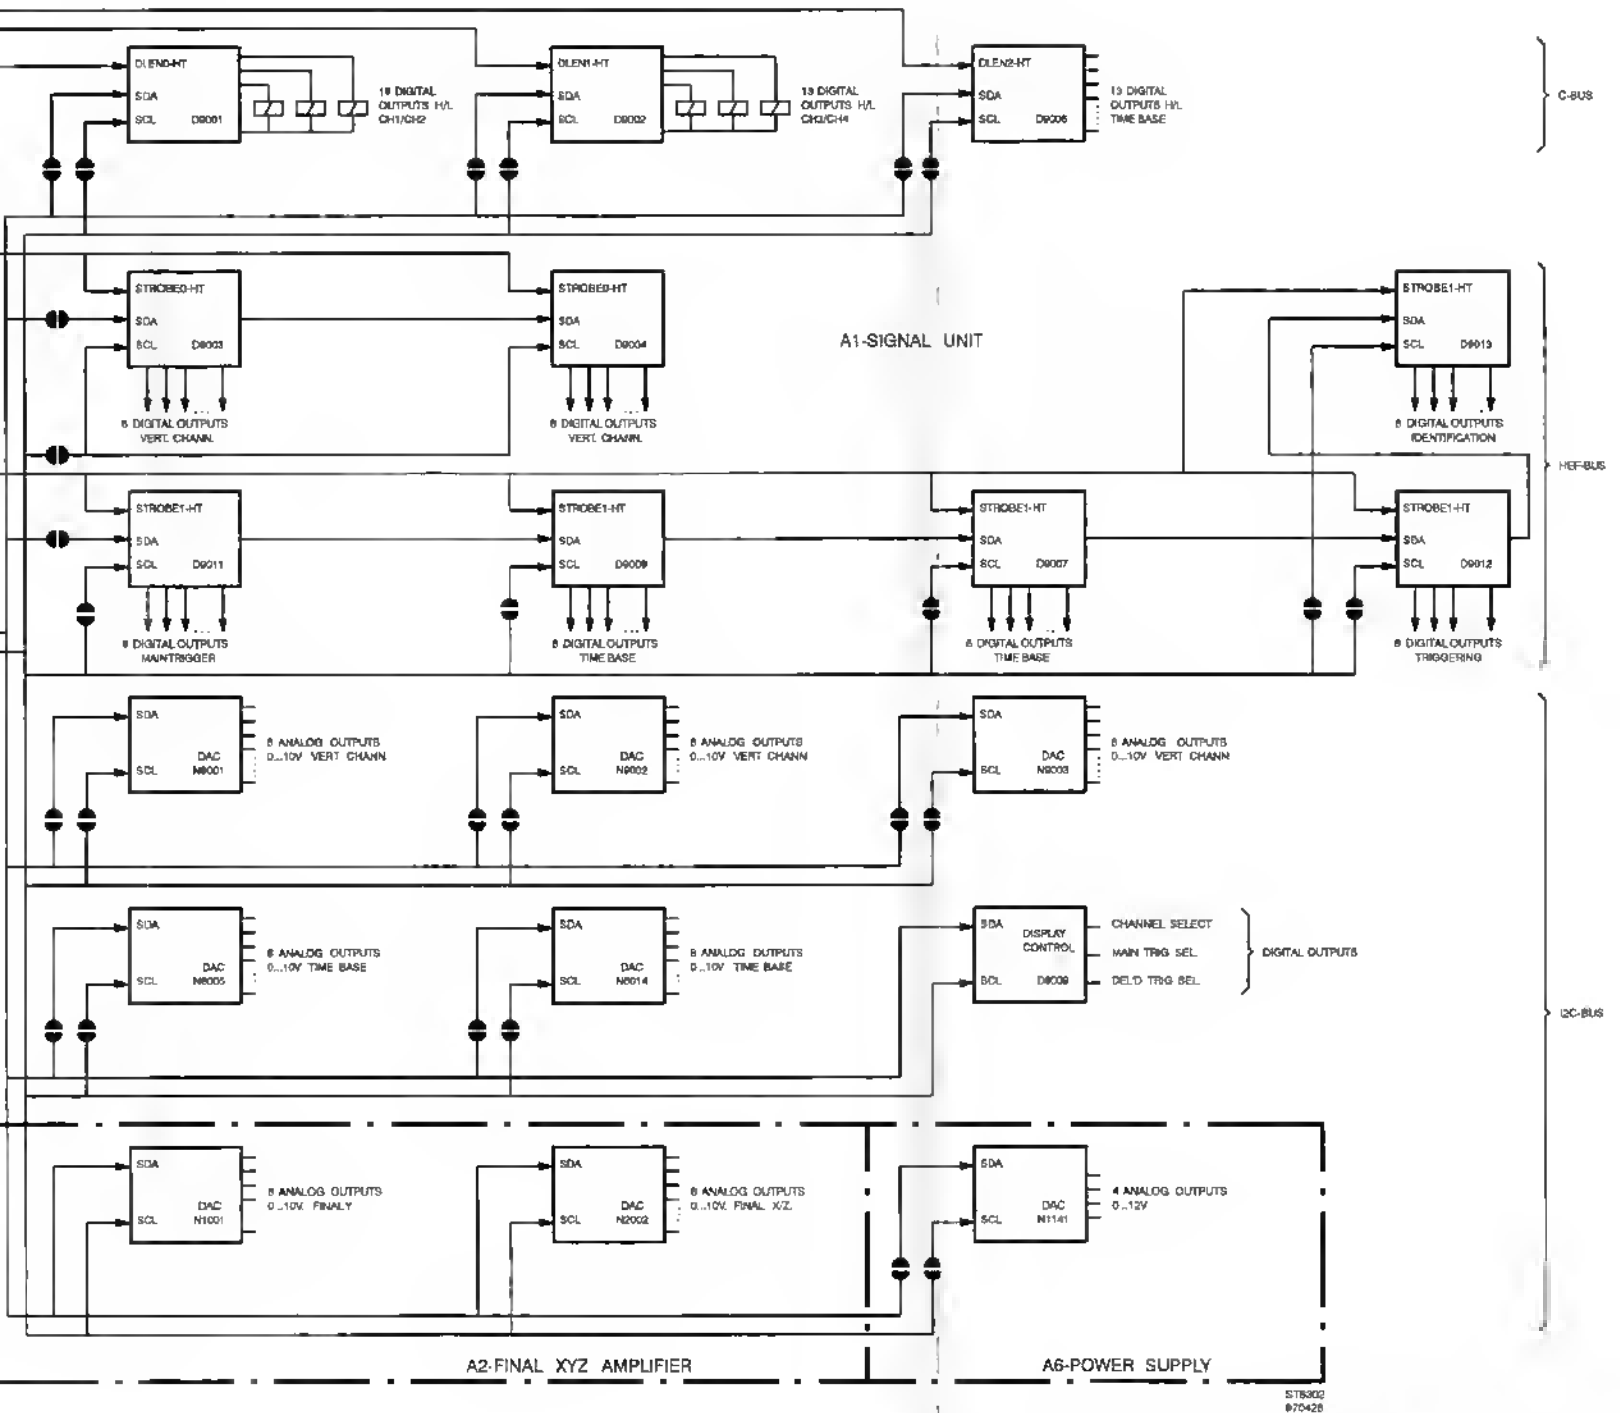 DLEN0-HT
SDA
SCL D9001
18 DIGITAL
OUTPUTS H/L
CH1/CH2
DLEN1-HT
SDA
SCL D9002
13 DIGITAL
OUTPUTS H/L
CH3/CH4
DLEN2-HT
SDA
SCL D9006
13 DIGITAL
OUTPUTS H/L
TIME BASE
C-BUS
STROBE0-HT
SDA
SCL D9003
8 DIGITAL OUTPUTS
VERT. CHANN.
STROBE0-HT
SDA
SCL D9004
8 DIGITAL OUTPUTS
VERT. CHANN.
A1-SIGNAL UNIT
STROBE1-HT
SDA
SCL D9013
8 DIGITAL OUTPUTS
IDENTIFICATION
HEF-BUS
STROBE1-HT
SDA
SCL D9011
8 DIGITAL OUTPUTS
MAINTRIGGER
STROBE1-HT
SDA
SCL
8 DIGITAL OUTPUTS
TIME BASE
STROBE1-HT
SDA
SCL D9007
8 DIGITAL OUTPUTS
TIME BASE
STROBE1-HT
SDA
SCL D9012
8 DIGITAL OUTPUTS
TRIGGERING
SDA
DAC
SCL N9001
8 ANALOG OUTPUTS
0...10V VERT CHANN
SDA
DAC
SCL N9002
8 ANALOG OUTPUTS
0...10V VERT CHANN
SDA
DAC
SCL N9003
8 ANALOG OUTPUTS
0...10V VERT CHANN
SDA
DAC
SCL
8 ANALOG OUTPUTS
0...10V TIME BASE
SDA
DAC
SCL
8 ANALOG OUTPUTS
0...10V TIME BASE
SDA
DISPLAY
CONTROL
SCL D9009
CHANNEL SELECT
MAIN TRIG SEL
DEL'D TRIG SEL
DIGITAL OUTPUTS
I2C-BUS
SDA
DAC
SCL N1001
8 ANALOG OUTPUTS
0...10V FINAL Y
SDA
DAC
SCL N2002
8 ANALOG OUTPUTS
0...10V FINAL X/Z
SDA
DAC
SCL N1141
4 ANALOG OUTPUTS
0...12V
A2-FINAL XYZ AMPLIFIER
A6-POWER SUPPLY
ST8302
970428